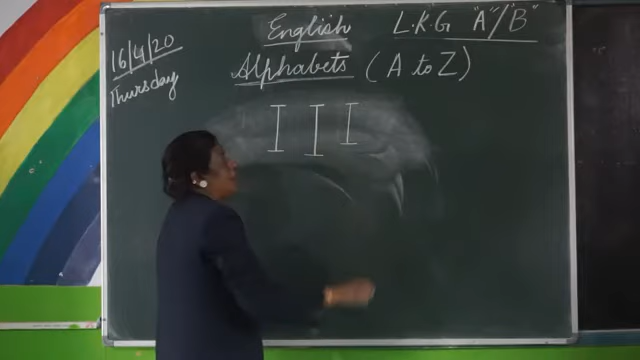 English L.K.G "A"/"B"
16/4/20
Thursday
Alphabets (A to Z)
I I I